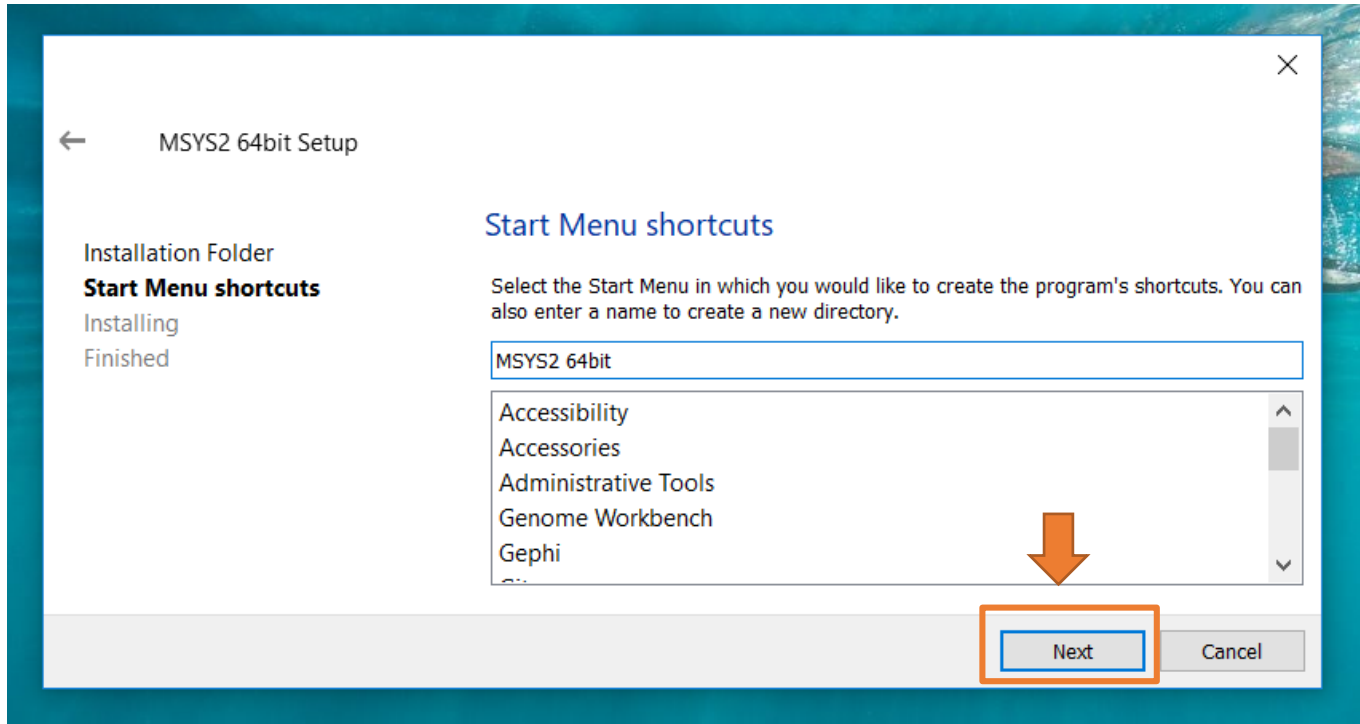 MSYS2 64bit Setup
Installation Folder
Start Menu shortcuts
Installing
Finished
Start Menu shortcuts
Select the Start Menu in which you would like to create the program's shortcuts. You can
also enter a name to create a new directory.
MSYS2 64bit
Accessibility
Accessories
Administrative Tools
Genome Workbench
Gephi
Next
Cancel